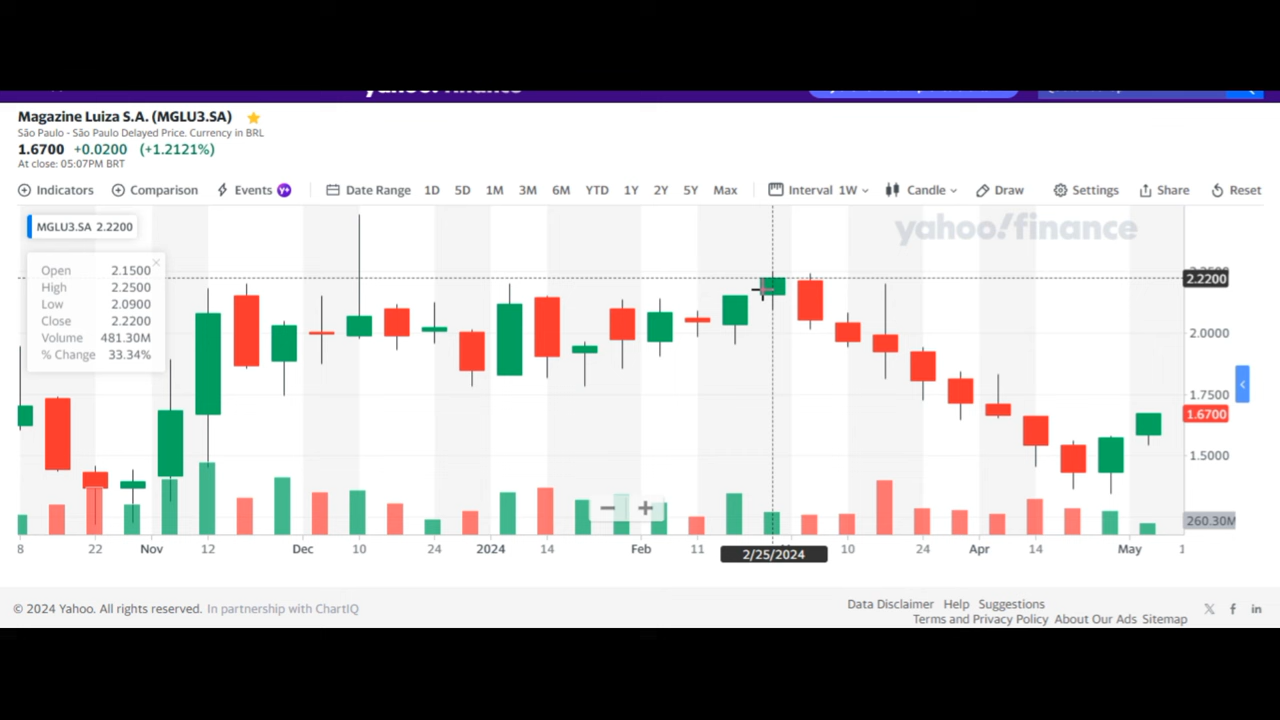 Magazine Luiza S.A. (MGLU3.SA)
São Paulo - São Paulo Delayed Price. Currency in BRL
1.6700 +0.0200 (+1.2121%)
At close: 05:07PM BRT
Indicators Comparison Events Y+ Date Range 1D 5D 1M 3M 6M YTD 1Y 2Y 5Y Max Interval 1W Candle Draw Settings Share Reset
MGLU3.SA 2.2200
yahoo!finance
Open 2.1500
High 2.2500
Low 2.0900
Close 2.2200
Volume 481.30M
% Change 33.34%
2.2200
2.0000
1.7500
1.6700
1.5000
260.30M
8 22 Nov 12 Dec 10 24 2024 14 Feb 11 2/25/2024 10 24 Apr 14 May 1
© 2024 Yahoo. All rights reserved. In partnership with ChartIQ
Data Disclaimer Help Suggestions
Terms and Privacy Policy About Our Ads Sitemap